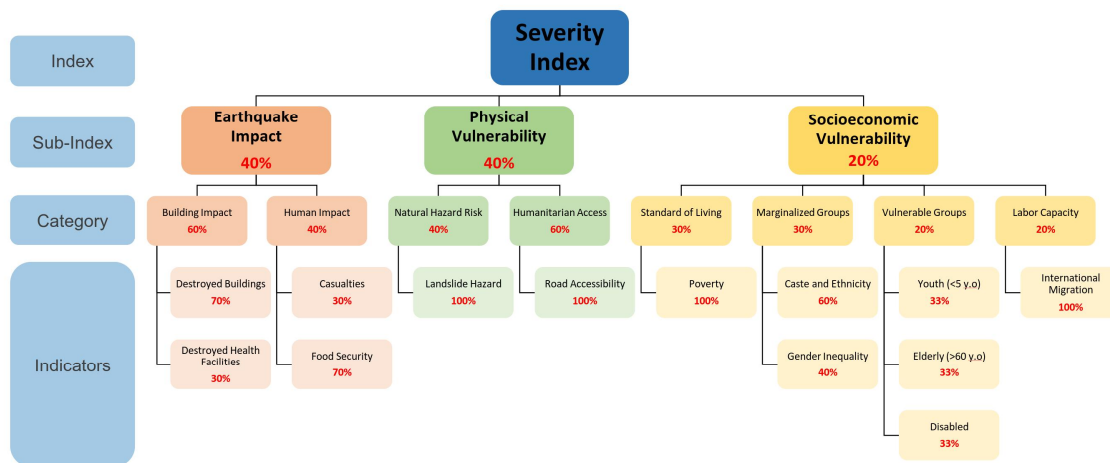 Severity
Index
Index
Sub-Index
Earthquake
Impact
40%
Physical
Vulnerability
40%
Socioeconomic
Vulnerability
20%
Category
Building Impact
60%
Human Impact
40%
Natural Hazard Risk
40%
Humanitarian Access
60%
Standard of Living
30%
Marginalized Groups
30%
Vulnerable Groups
20%
Labor Capacity
20%
Indicators
Destroyed Buildings
70%
Casualties
30%
Landslide Hazard
100%
Road Accessibility
100%
Poverty
100%
Caste and Ethnicity
60%
Youth (<5 y.o)
33%
International
Migration
100%
Destroyed Health
Facilities
30%
Food Security
70%
Gender Inequality
40%
Elderly (>60 y.o)
33%
Disabled
33%